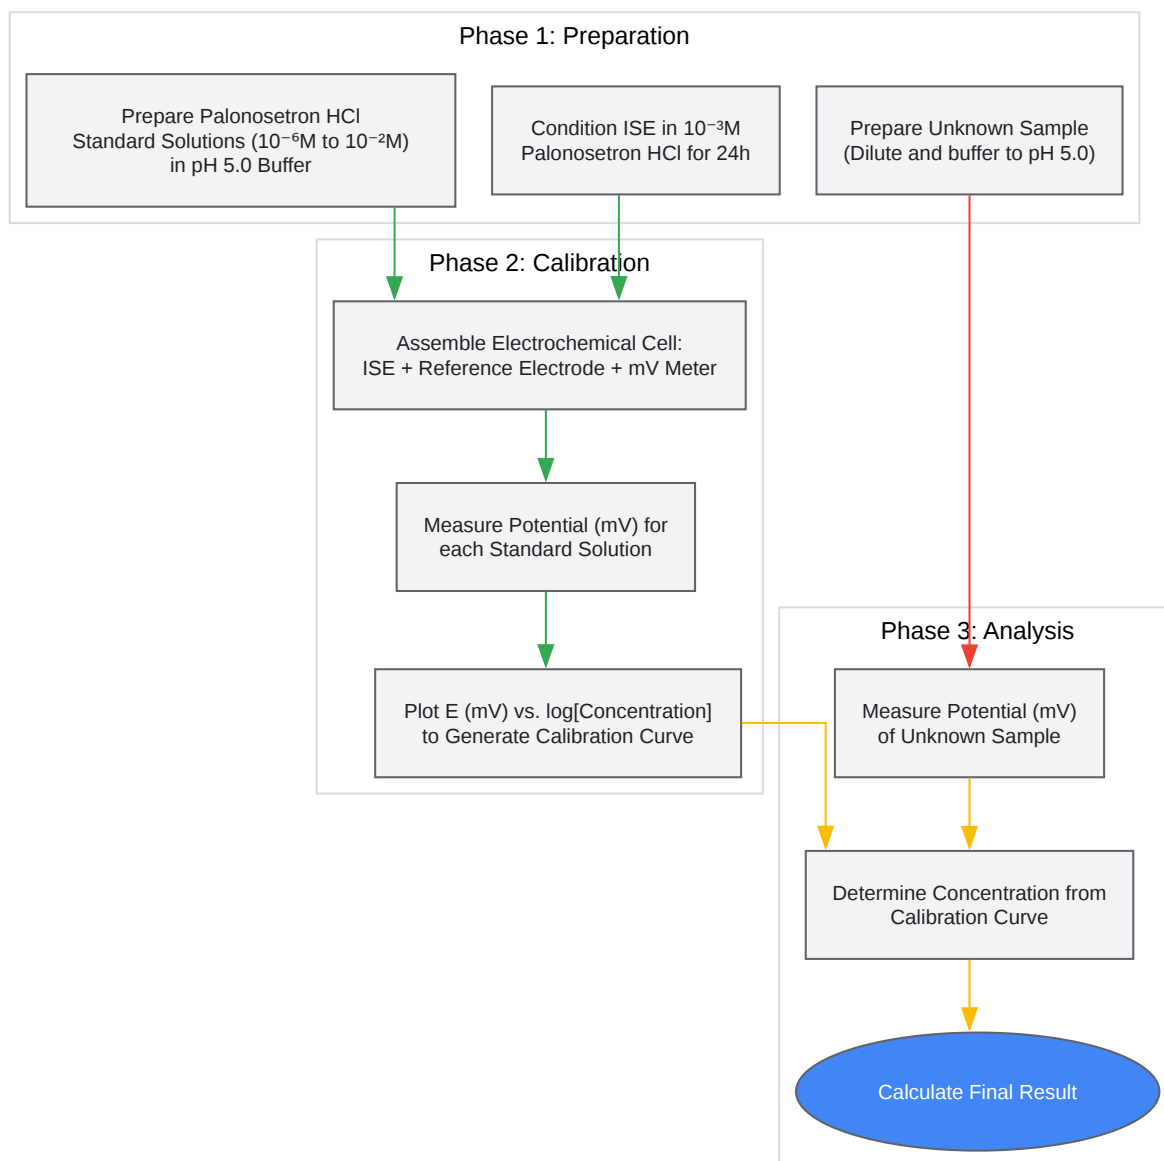 Phase 1: Preparation
Prepare Palonosetron HCl
Standard Solutions (10⁻⁶M to 10⁻²M)
in pH 5.0 Buffer
Condition ISE in 10⁻³M
Palonosetron HCl for 24h
Prepare Unknown Sample
(Dilute and buffer to pH 5.0)
Phase 2: Calibration
Assemble Electrochemical Cell:
ISE + Reference Electrode + mV Meter
Measure Potential (mV) for
each Standard Solution
Plot E (mV) vs. log[Concentration]
to Generate Calibration Curve
Phase 3: Analysis
Measure Potential (mV)
of Unknown Sample
Determine Concentration from
Calibration Curve
Calculate Final Result